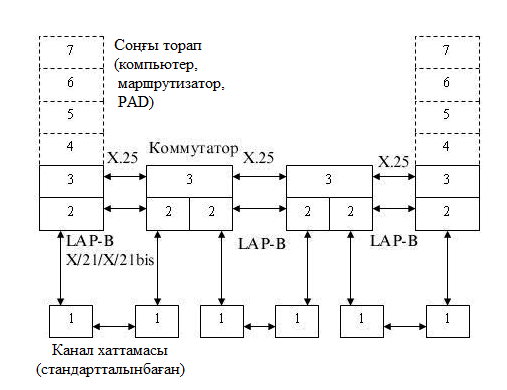 7
Соңғы торап
7
(компьютер,
6
маршрутизатор,
6
PAD)
5
5
4
X.25
Коммутатор
X.25
X.25
4
3
3
3
3
2
2
2
2
2
2
LAP-B
LAP-B
LAP-B
X/21/X/21bis
1
1
1
1
1
1
Канал хаттамасы
(стандартталынбаған)